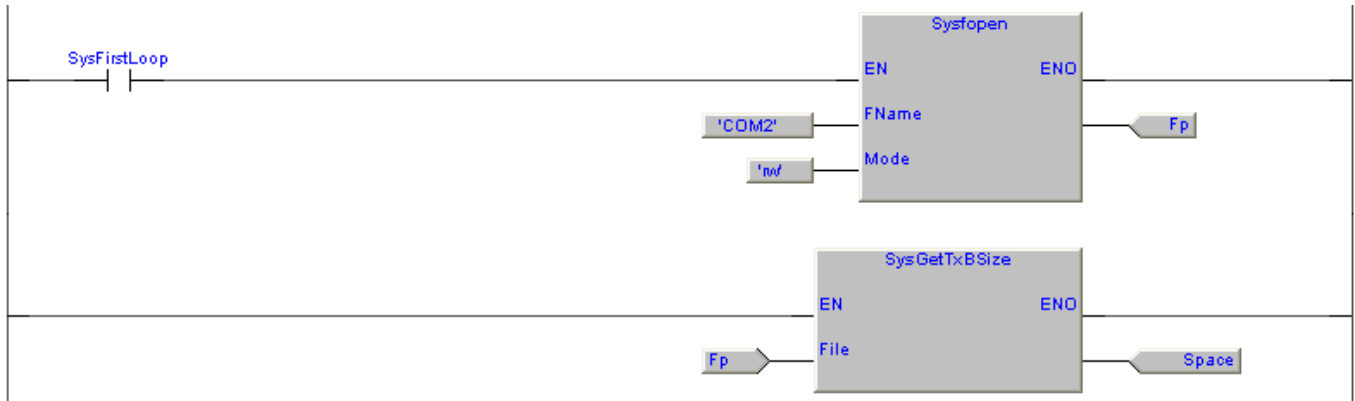 Sysfopen
SysFirstLoop
EN ENO
'COM2' FName Fp
'rw' Mode
SysGetTxBSize
EN ENO
Fp File Space